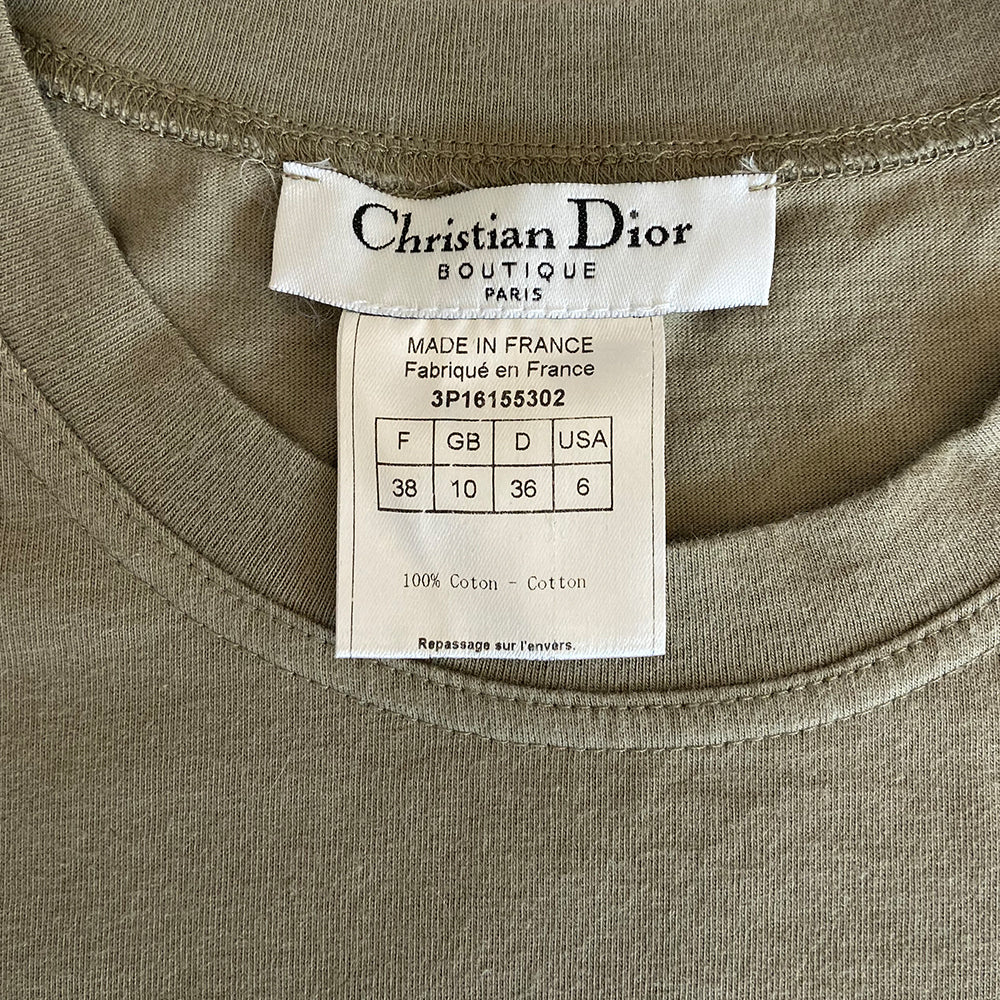 Christian Dior
BOUTIQUE
PARIS
MADE IN FRANCE
Fabriqué en France
3P16155302
F GB D USA
38 10 36 6
100% Coton - Cotton
Repassage sur l'envers.